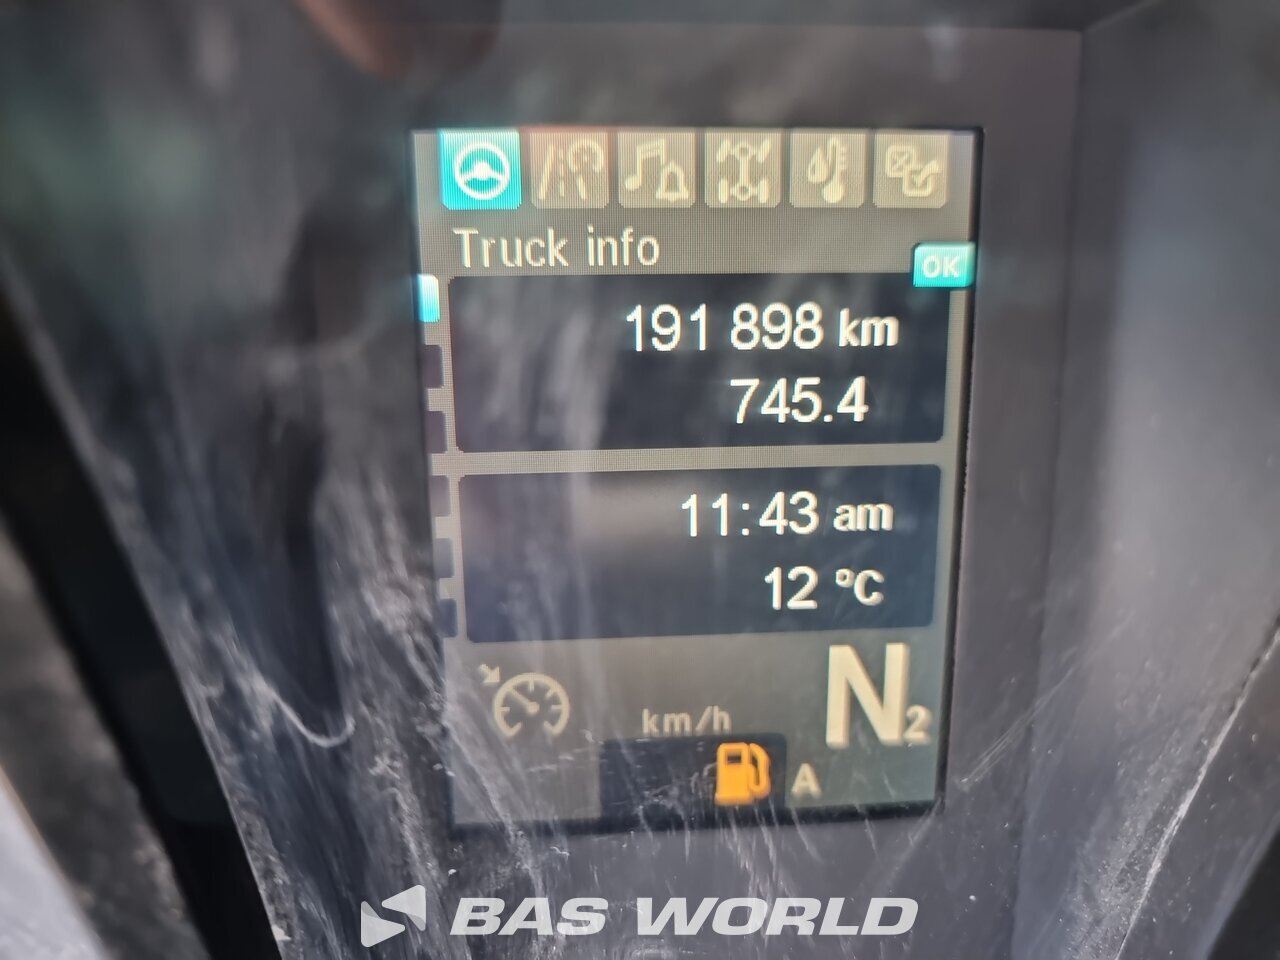 Truck info
OK
191 898 km
745.4
11:43 am
12 °C
N2
km/h
A
BAS WORLD